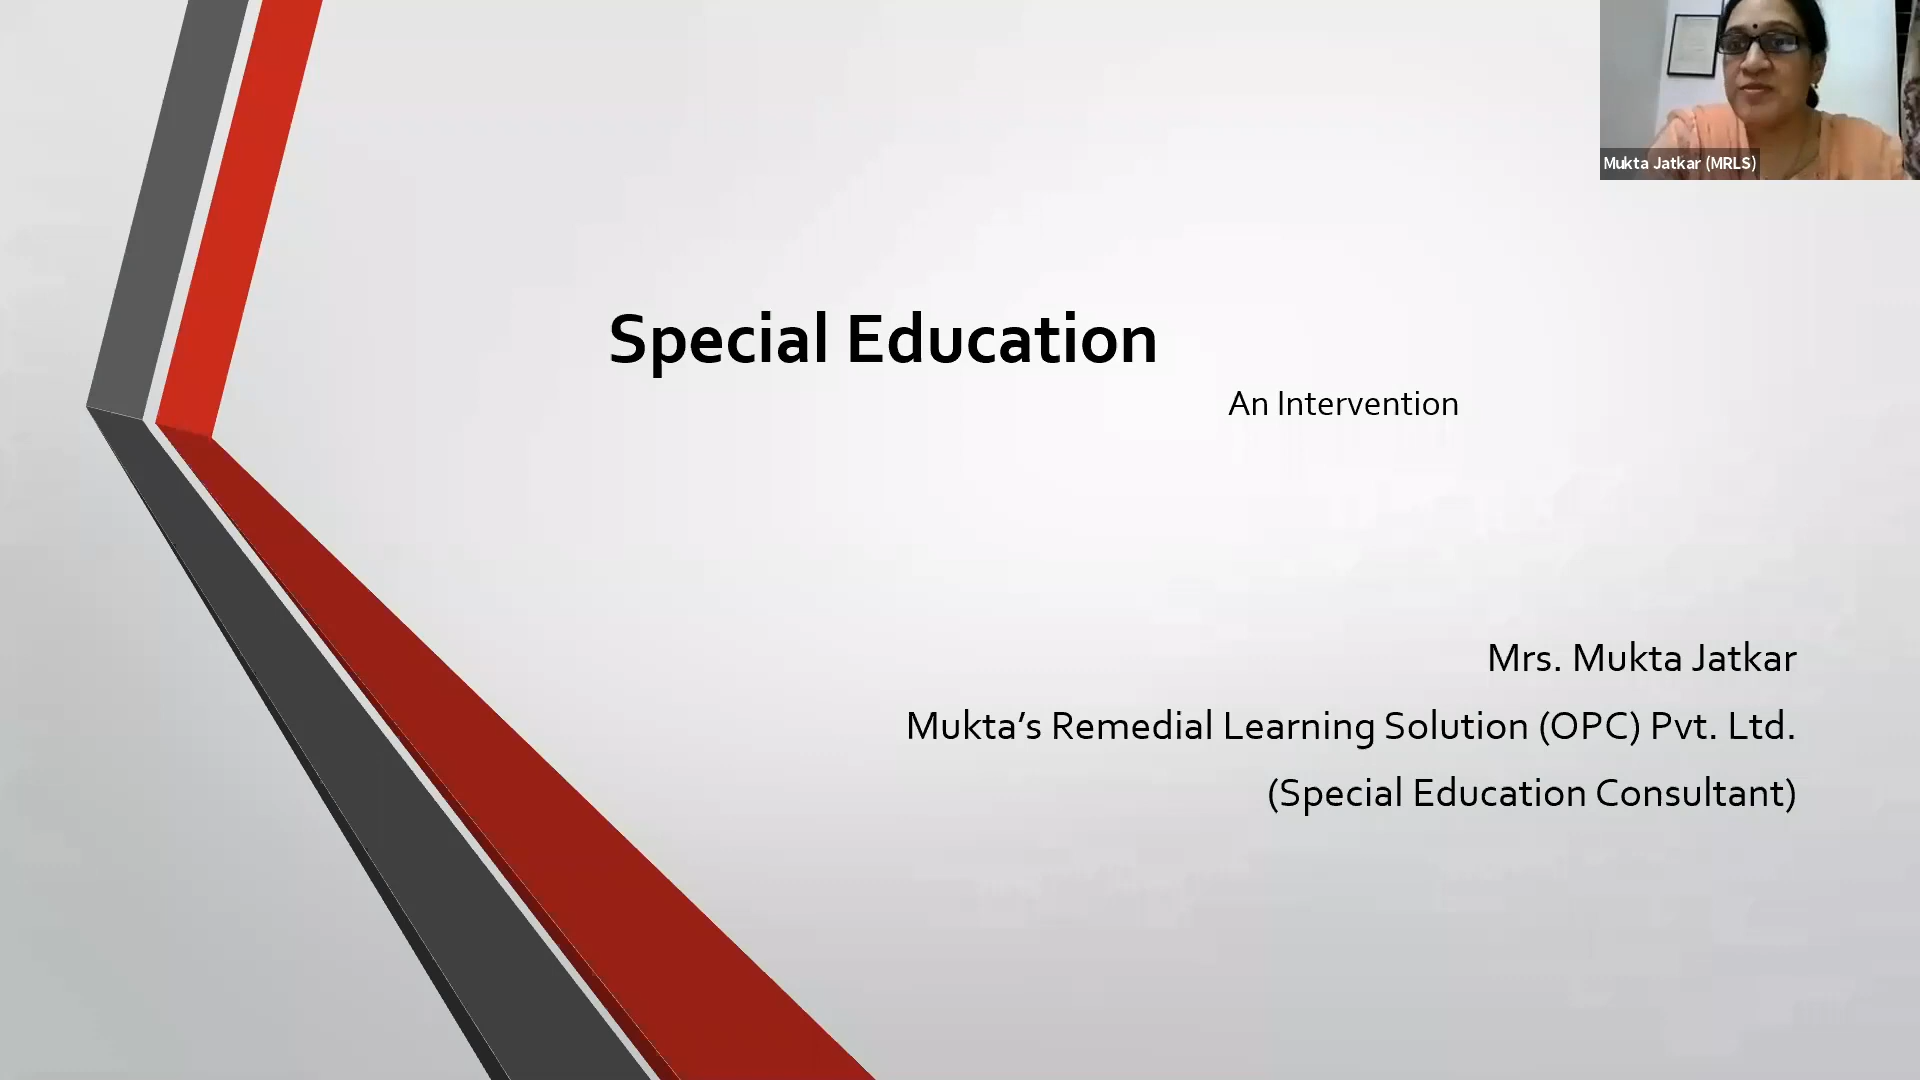 Mukta Jatkar (MRLS)
Special Education
An Intervention
Mrs. Mukta Jatkar
Mukta’s Remedial Learning Solution (OPC) Pvt. Ltd.
(Special Education Consultant)